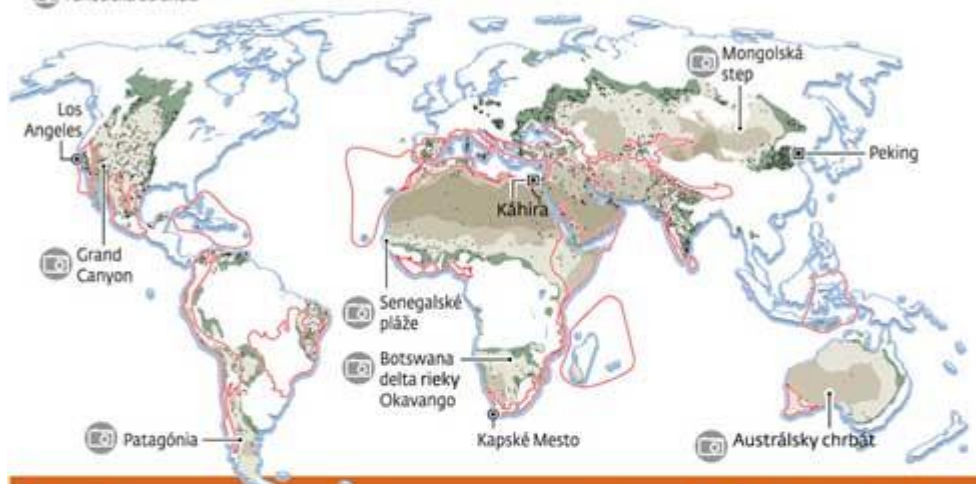 Mongolská
step
Los
Angeles
Peking
Káhira
Grand
Canyon
Senegalské
pláže
Botswana
delta rieky
Okavango
Patagónia
Kapské Mesto
Austrálsky chrbát